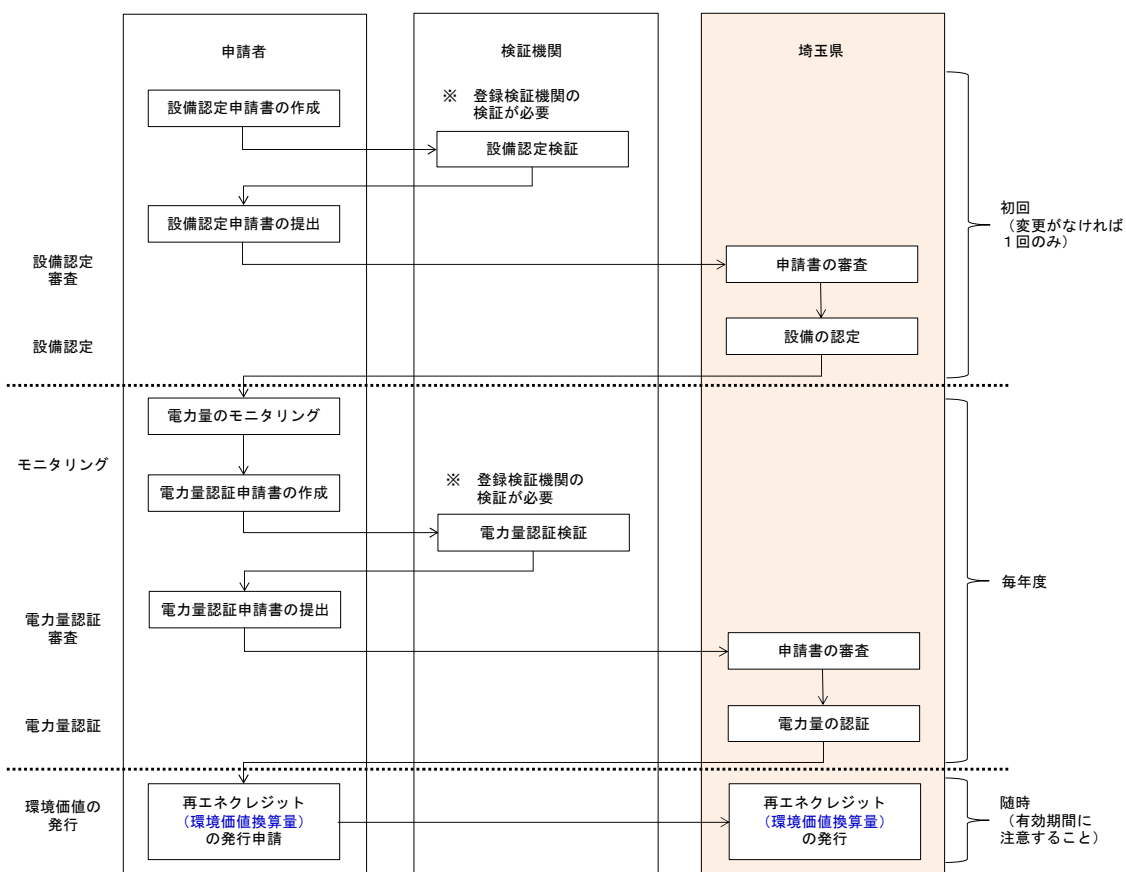 申請者
検証機関
埼玉県
設備認定申請書の作成
※　登録検証機関の
検証が必要
設備認定検証
設備認定申請書の提出
初回
（変更がなければ
１回のみ）
設備認定
審査
申請書の審査
設備認定
設備の認定
電力量のモニタリング
モニタリング
電力量認証申請書の作成
※　登録検証機関の
検証が必要
電力量認証検証
毎年度
電力量認証申請書の提出
電力量認証
審査
申請書の審査
電力量認証
電力量の認証
環境価値の
発行
再エネクレジット
（環境価値換算量）
の発行申請
再エネクレジット
（環境価値換算量）
の発行
随時
（有効期間に
注意すること）